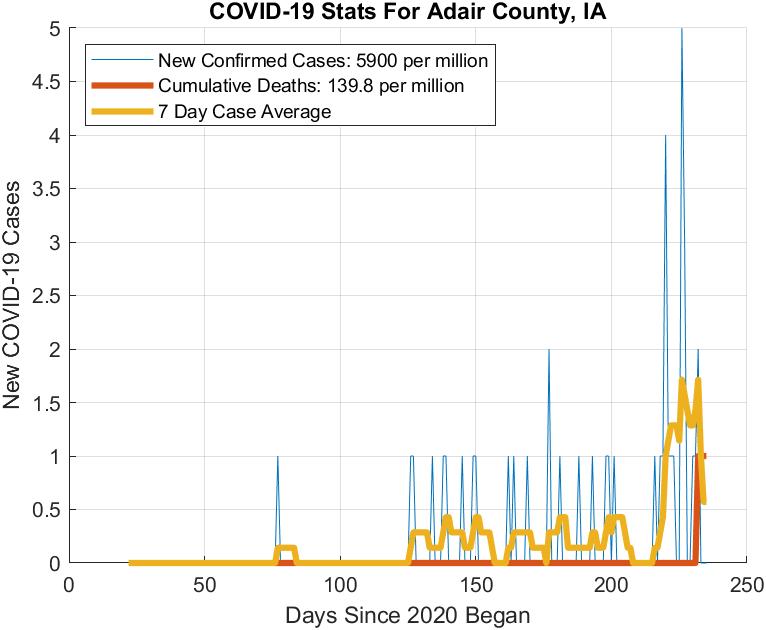 COVID-19 Stats For Adair County, IA
New Confirmed Cases: 5900 per million
Cumulative Deaths: 139.8 per million
7 Day Case Average
New COVID-19 Cases
5
4.5
4
3.5
3
2.5
2
1.5
1
0.5
0
0 50 100 150 200 250
Days Since 2020 Began